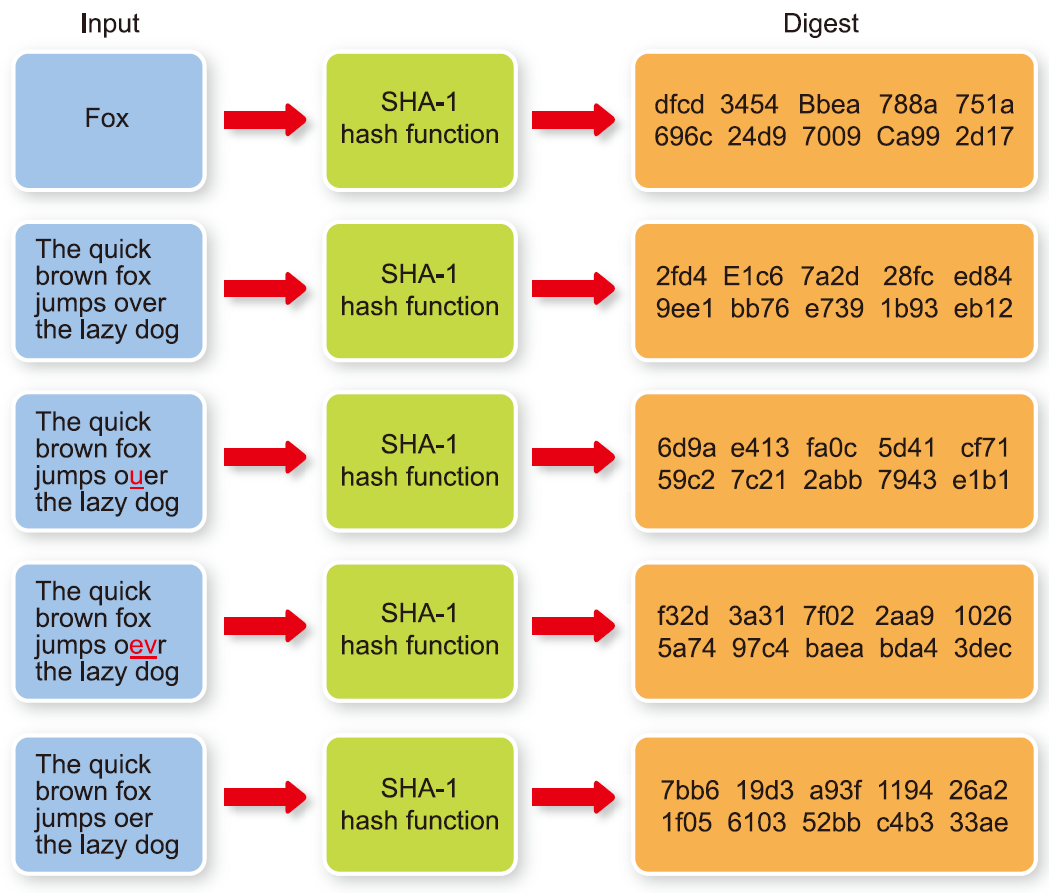 Input Digest
Fox
SHA-1
hash function
dfcd 3454 Bbea 788a 751a
696c 24d9 7009 Ca99 2d17
The quick
brown fox
jumps over
the lazy dog
SHA-1
hash function
2fd4 E1c6 7a2d 28fc ed84
9ee1 bb76 e739 1b93 eb12
The quick
brown fox
jumps ouer
the lazy dog
SHA-1
hash function
6d9a e413 fa0c 5d41 cf71
59c2 7c21 2abb 7943 e1b1
The quick
brown fox
jumps oevr
the lazy dog
SHA-1
hash function
f32d 3a31 7f02 2aa9 1026
5a74 97c4 baea bda4 3dec
The quick
brown fox
jumps oer
the lazy dog
SHA-1
hash function
7bb6 19d3 a93f 1194 26a2
1f05 6103 52bb c4b3 33ae